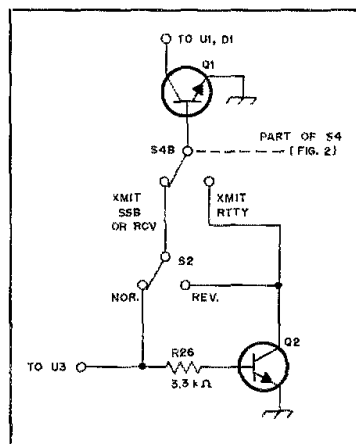 TO U1, D1
Q1
S4B
PART OF S4
(FIG. 2)
XMIT
SSB
OR RCV
XMIT
RTTY
S2
NOR.
REV.
Q2
TO U3
R26
3.3 kΩ